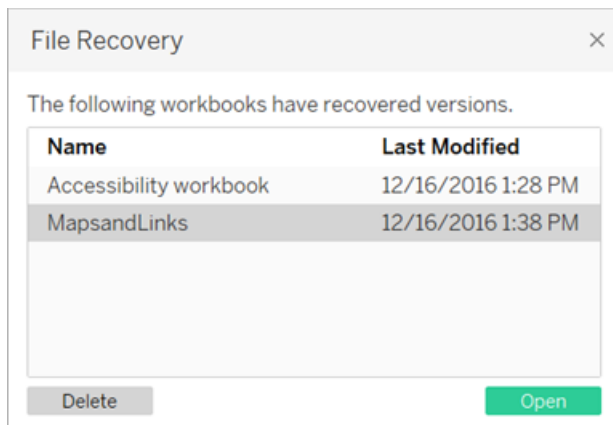 File Recovery
The following workbooks have recovered versions.
Name Last Modified
Accessibility workbook 12/16/2016 1:28 PM
MapsandLinks 12/16/2016 1:38 PM
Delete Open